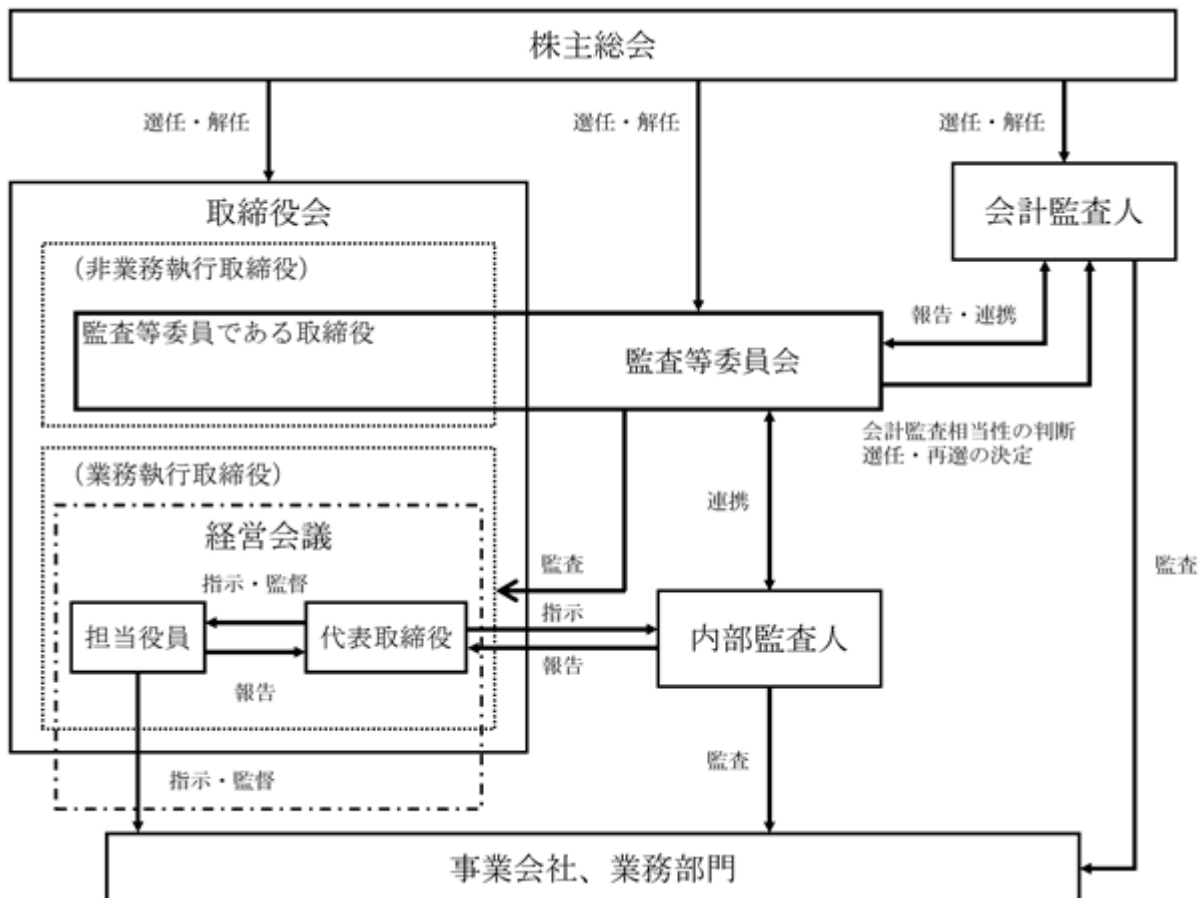 株主総会
選任・解任
選任・解任
選任・解任
取締役会
会計監査人
（非業務執行取締役）
監査等委員である取締役
監査等委員会
報告・連携
会計監査相当性の判断
選任・再選の決定
（業務執行取締役）
経営会議
連携
監査
監査
指示・監督
指示
担当役員
代表取締役
内部監査人
報告
報告
監査
指示・監督
事業会社、業務部門